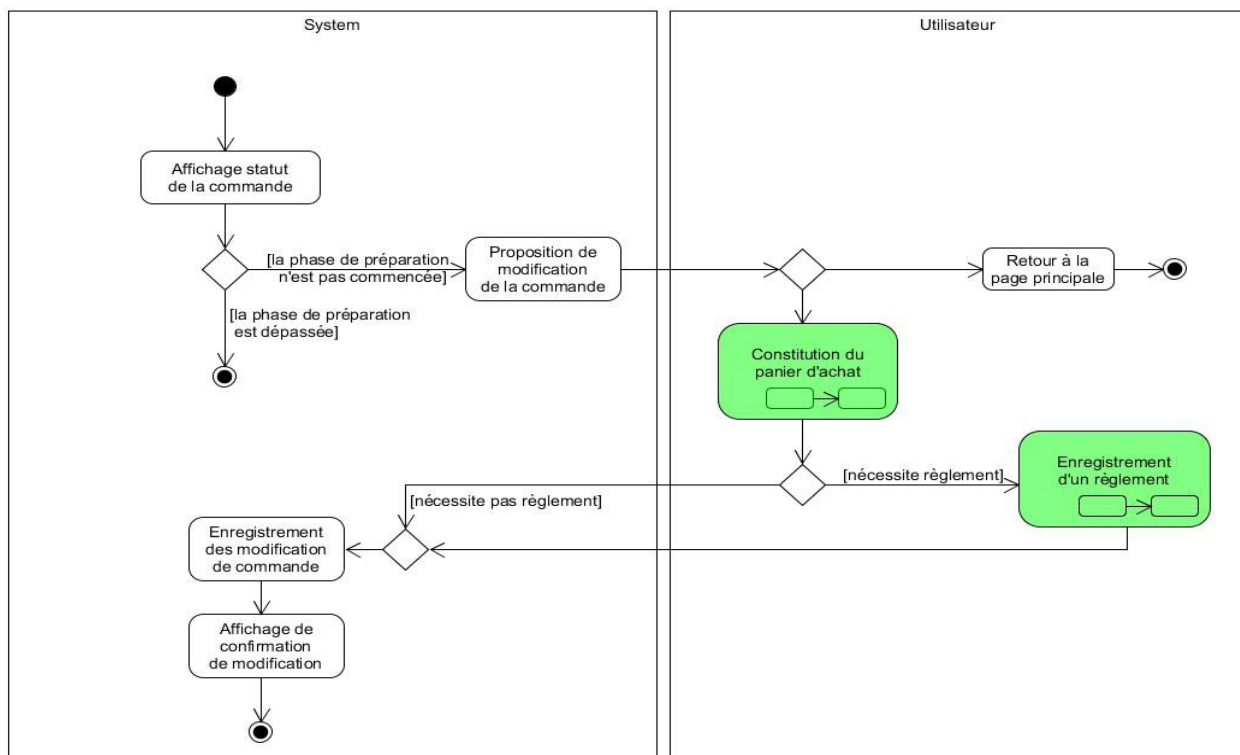 System
Utilisateur
Affichage statut
de la commande
[la phase de préparation
n'est pas commencée]
Proposition de
modification
de la commande
Retour à la
page principale
[la phase de préparation
est dépassée]
Constitution du
panier d'achat
[nécessite règlement]
Enregistrement
d'un règlement
[nécessite pas règlement]
Enregistrement
des modification
de commande
Affichage de
confirmation
de modification